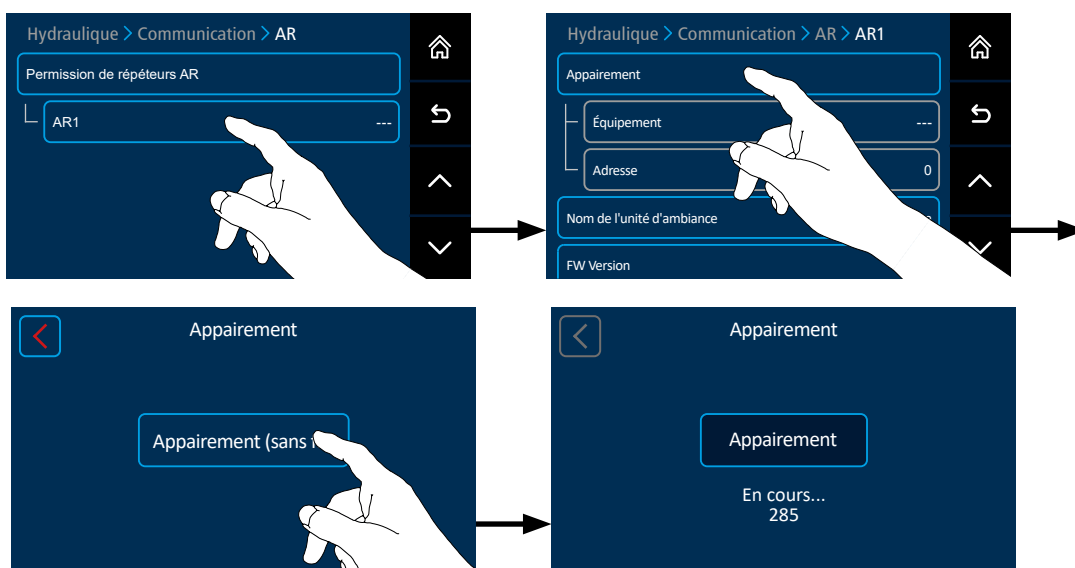 Hydraulique > Communication > AR
Permission de répéteurs AR
AR1 ---
Hydraulique > Communication > AR > AR1
Appairement
Équipement ---
Adresse 0
Nom de l'unité d'ambiance
FW Version
Appairement
Appairement (sans
Appairement
Appairement
En cours...
285